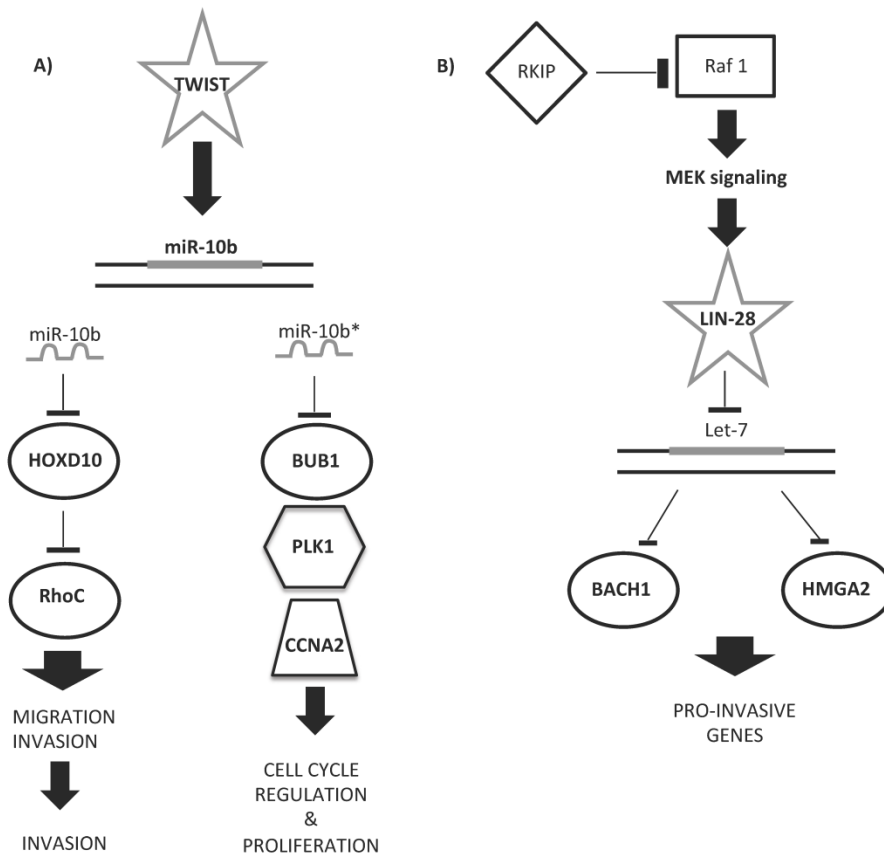 A)
TWIST
miR-10b
miR-10b
HOXD10
RhoC
MIGRATION
INVASION
INVASION
miR-10b*
BUB1
PLK1
CCNA2
CELL CYCLE
REGULATION
&
PROLIFERATION
B)
RKIP
Raf 1
MEK signaling
LIN-28
Let-7
BACH1
HMGA2
PRO-INVASIVE
GENES